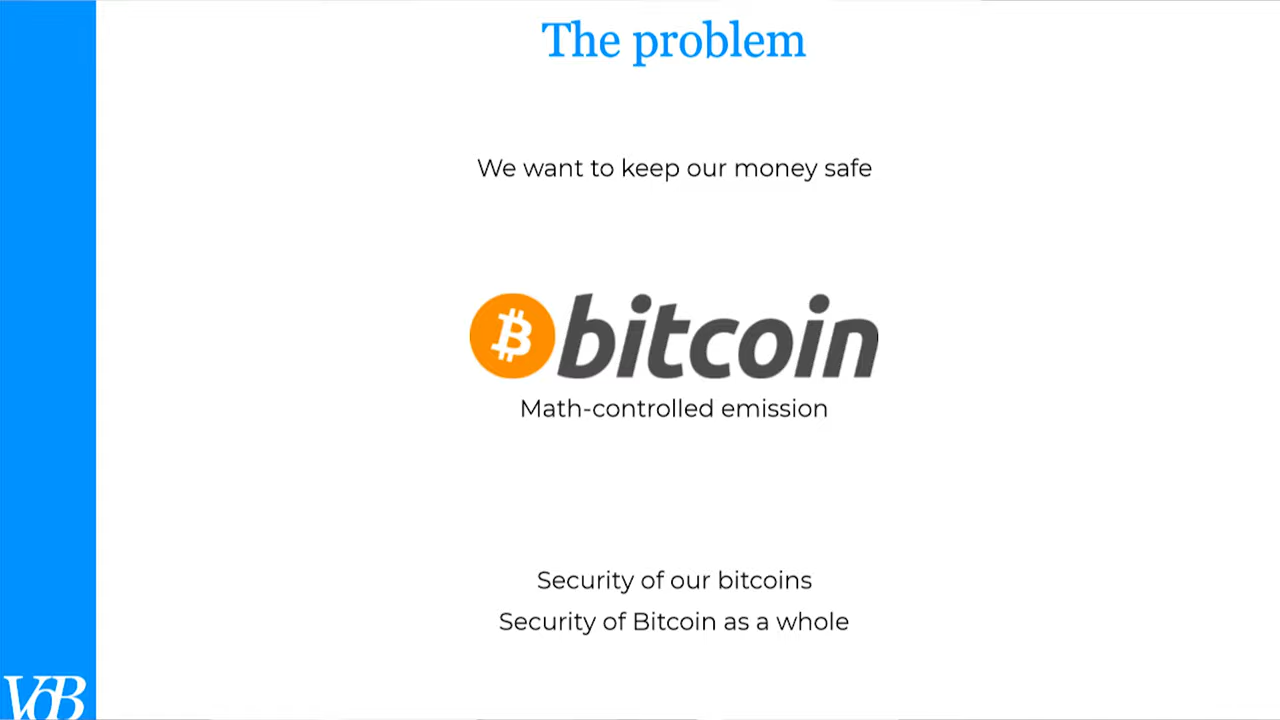 The problem
We want to keep our money safe
bitcoin
Math-controlled emission
Security of our bitcoins
Security of Bitcoin as a whole
VoB